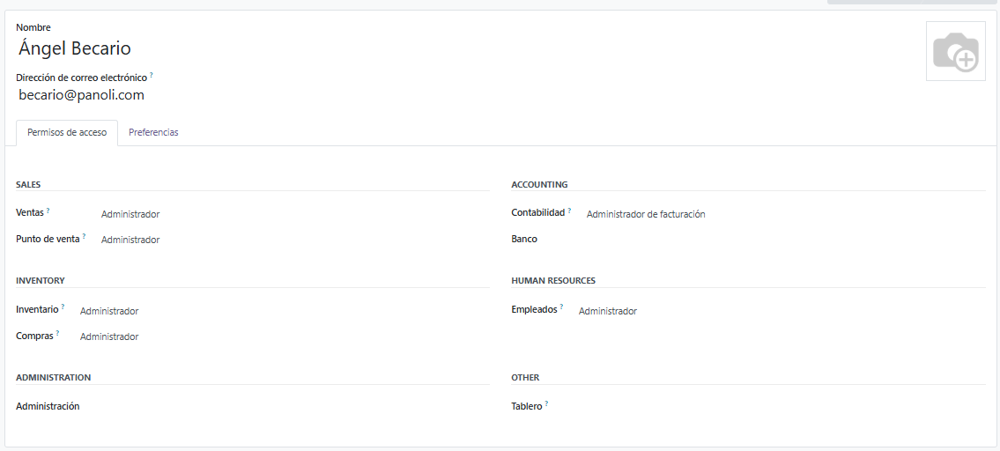 Nombre
Ángel Becario
Dirección de correo electrónico ?
becario@panoli.com
Permisos de acceso Preferencias
SALES
Ventas ? Administrador
Punto de venta ? Administrador
ACCOUNTING
Contabilidad ? Administrador de facturación
Banco
INVENTORY
Inventario ? Administrador
Compras ? Administrador
HUMAN RESOURCES
Empleados ? Administrador
ADMINISTRATION
Administración
OTHER
Tablero ?